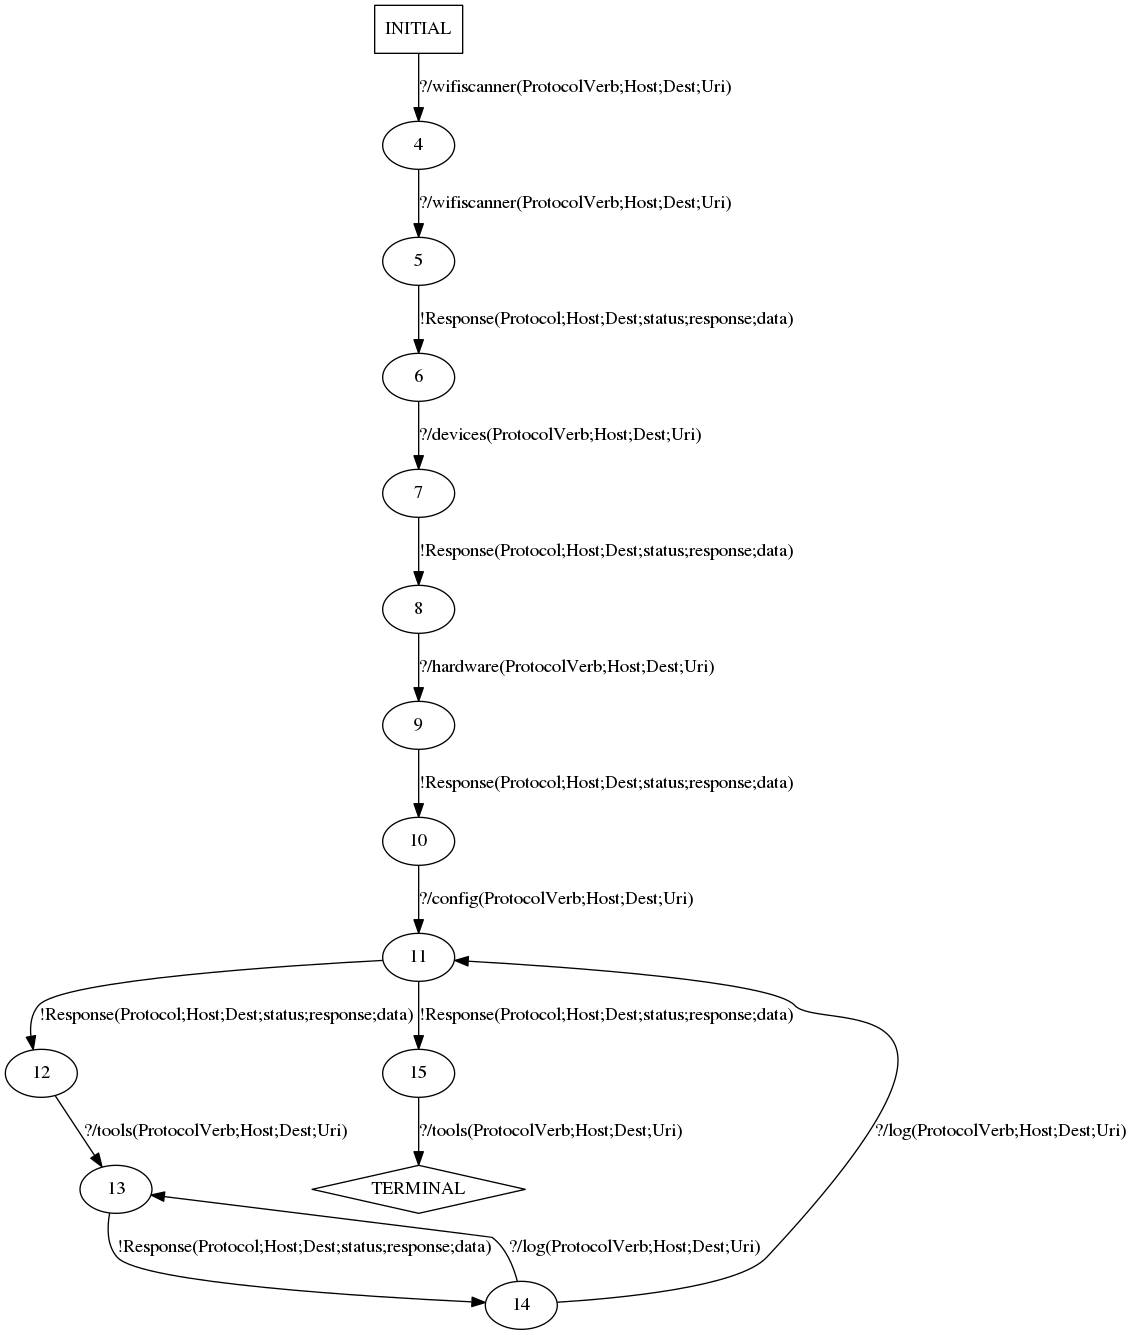 INITIAL
?/wifiscanner(ProtocolVerb;Host;Dest;Uri)
4
?/wifiscanner(ProtocolVerb;Host;Dest;Uri)
5
!Response(Protocol;Host;Dest;status;response;data)
6
?/devices(ProtocolVerb;Host;Dest;Uri)
7
!Response(Protocol;Host;Dest;status;response;data)
8
?/hardware(ProtocolVerb;Host;Dest;Uri)
9
!Response(Protocol;Host;Dest;status;response;data)
10
?/config(ProtocolVerb;Host;Dest;Uri)
11
!Response(Protocol;Host;Dest;status;response;data)
!Response(Protocol;Host;Dest;status;response;data)
12
15
?/tools(ProtocolVerb;Host;Dest;Uri)
?/tools(ProtocolVerb;Host;Dest;Uri)
?/log(ProtocolVerb;Host;Dest;Uri)
13
TERMINAL
!Response(Protocol;Host;Dest;status;response;data)
?/log(ProtocolVerb;Host;Dest;Uri)
14